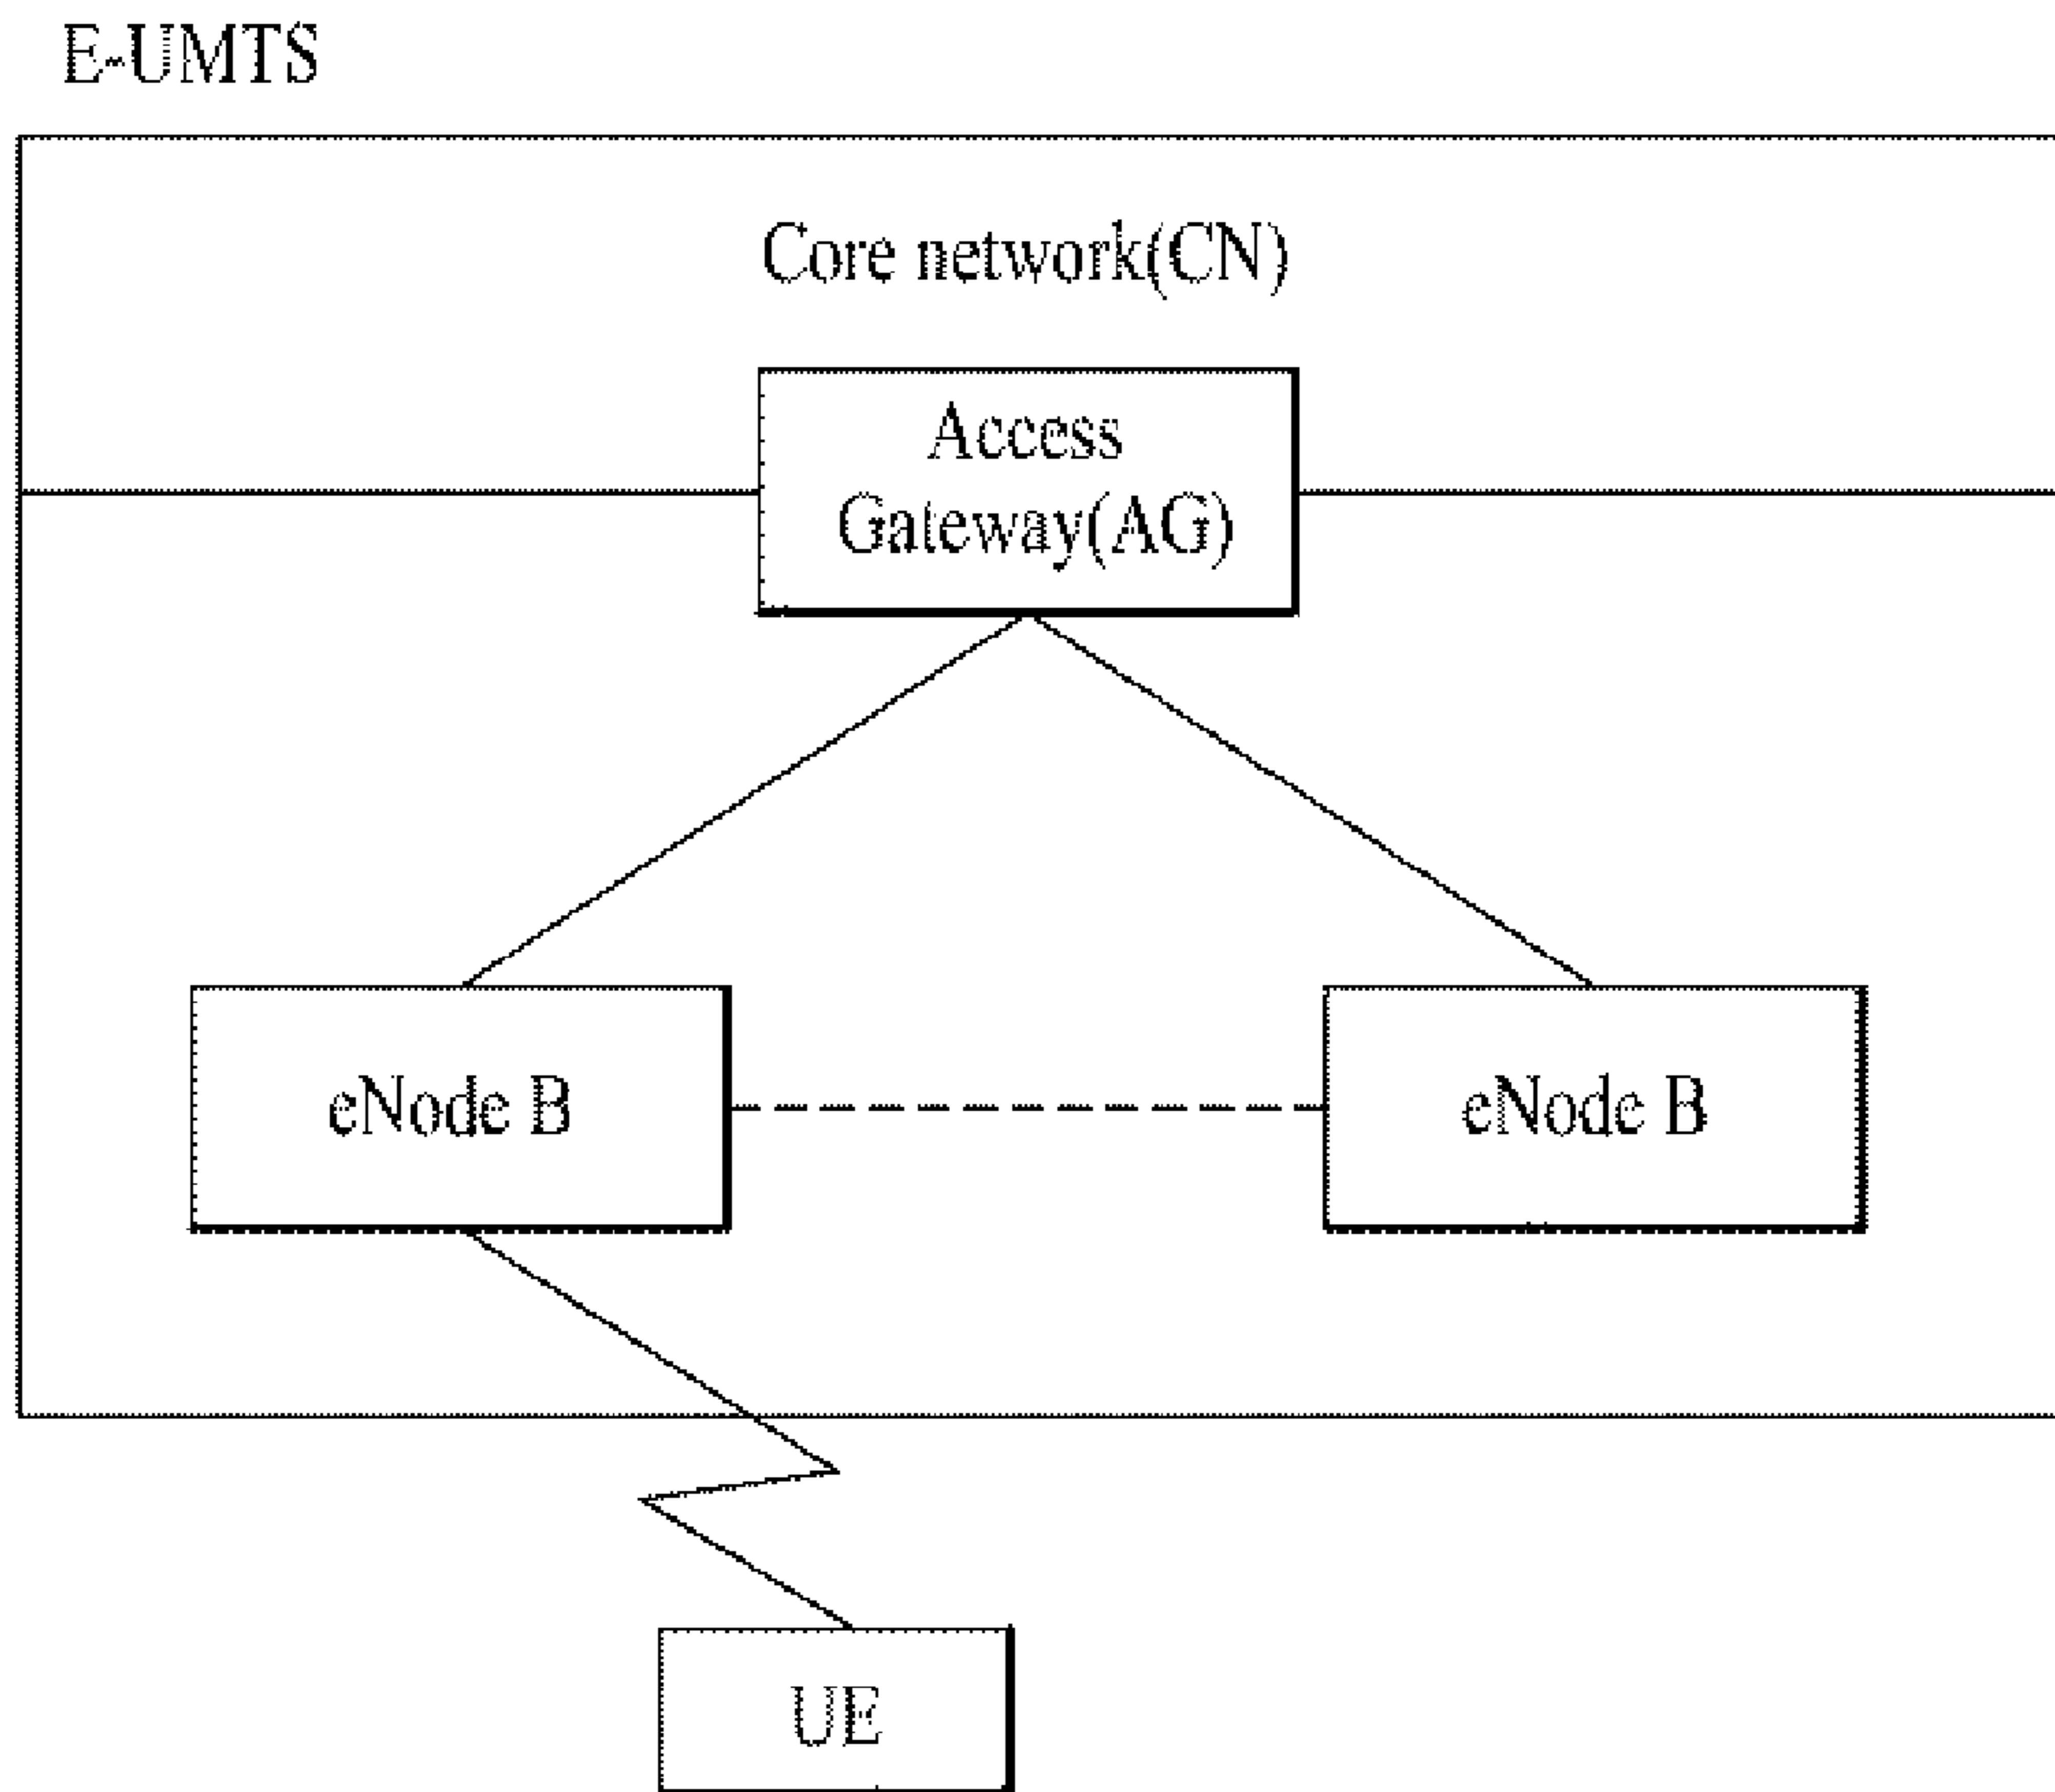 E-UMTS
Core network(CN)
Access
Gateway(AG)
eNode B
eNode B
UE